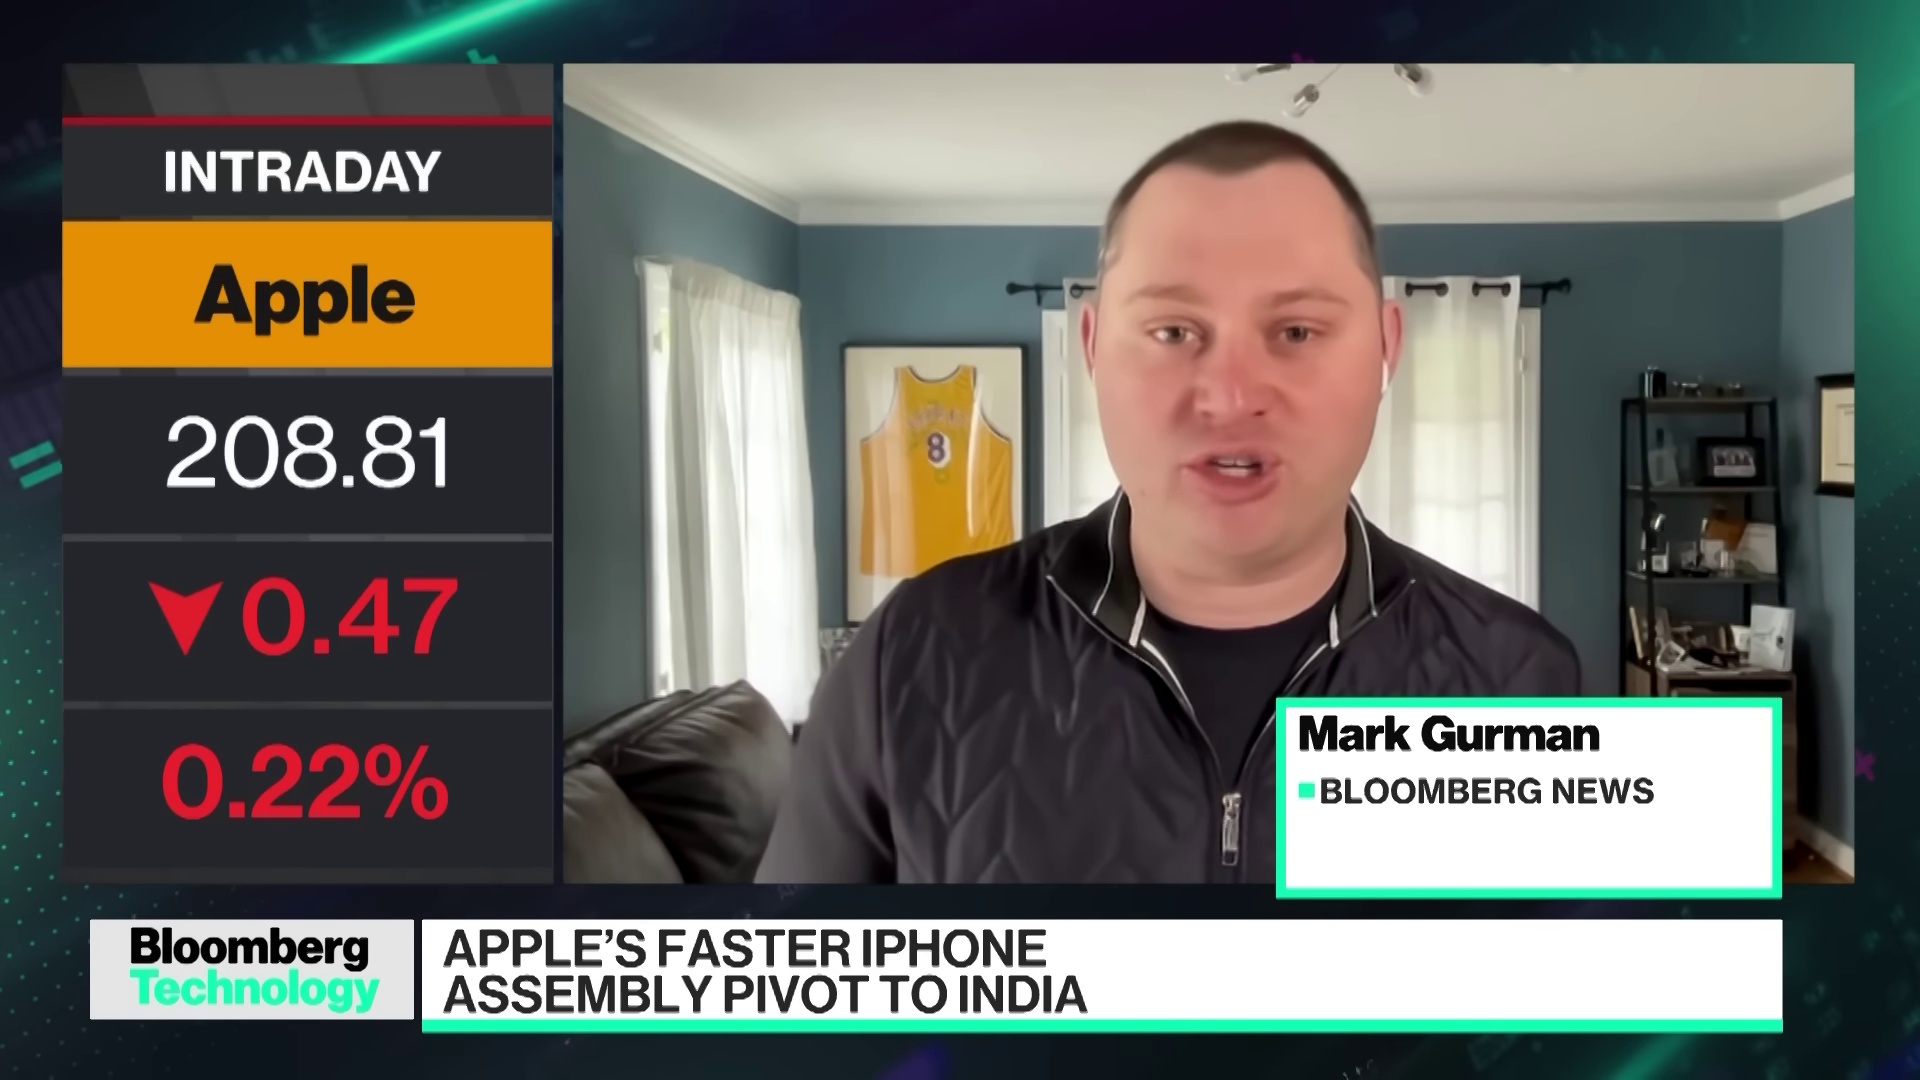 INTRADAY
Apple
208.81
0.47
0.22%
8
Mark Gurman
BLOOMBERG NEWS
Bloomberg
Technology
APPLE'S FASTER IPHONE
ASSEMBLY PIVOT TO INDIA